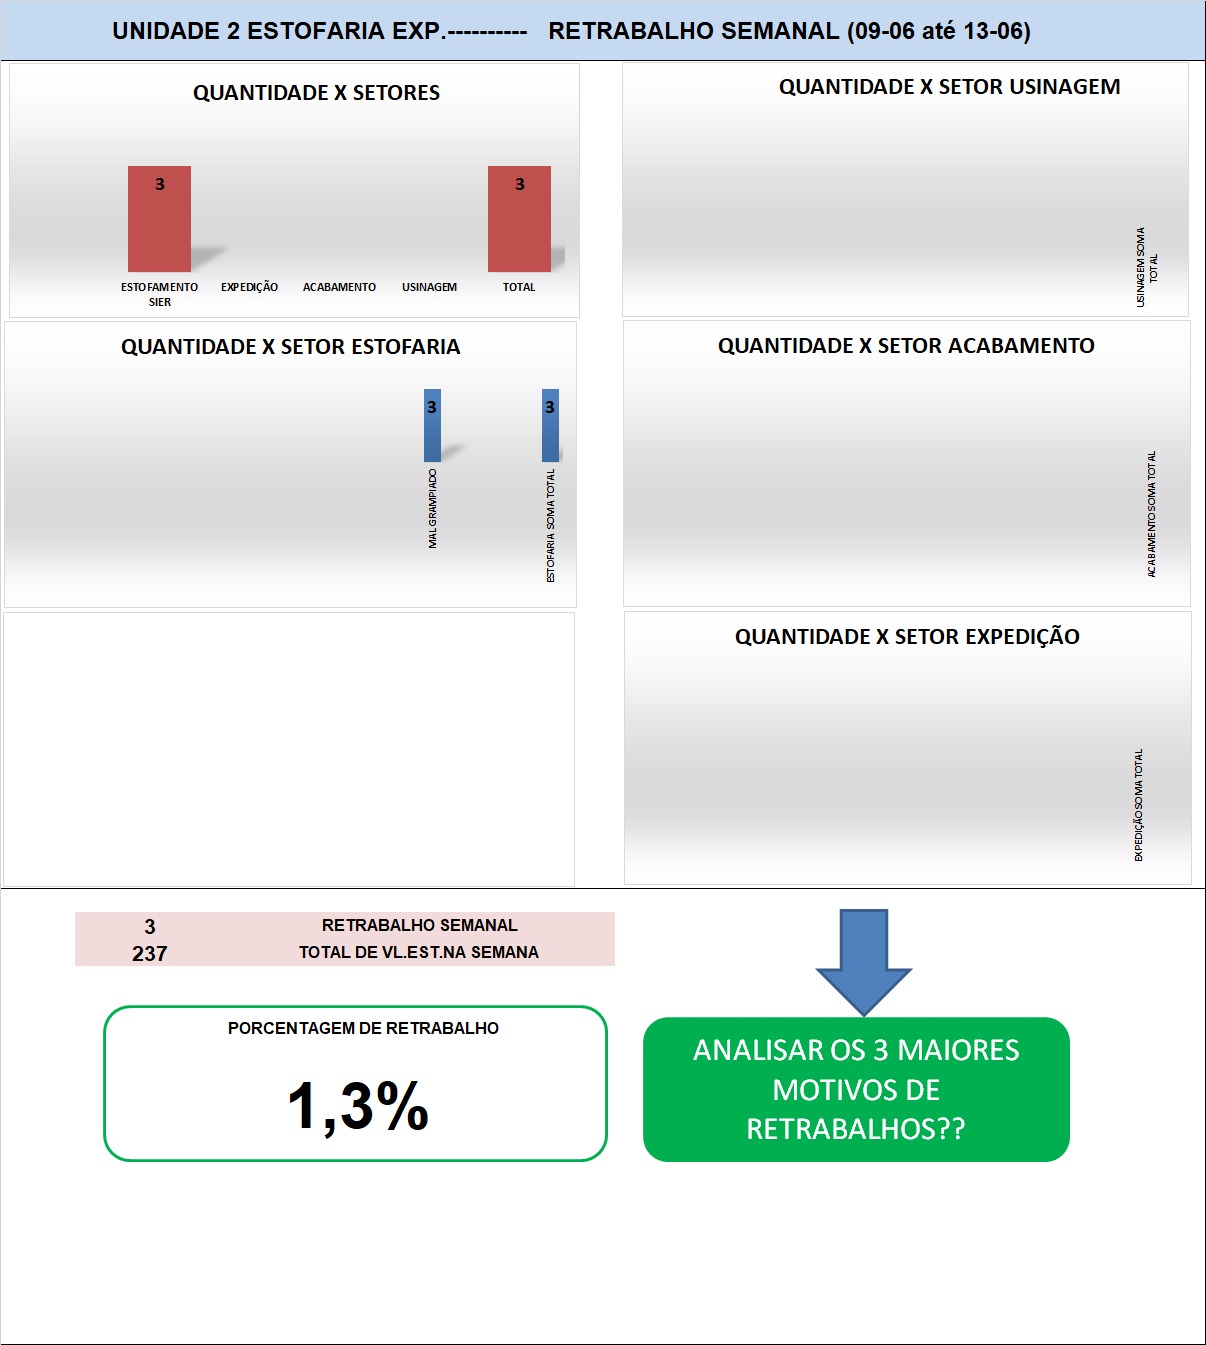 UNIDADE 2 ESTOFARIA EXP.---------- RETRABALHO SEMANAL (09-06 até 13-06)
QUANTIDADE X SETORES
3
3
ESTOFAMENTO
SIER
EXPEDIÇÃO
ACABAMENTO
USINAGEM
TOTAL
QUANTIDADE X SETOR USINAGEM
USINAGEM SOMA
TOTAL
QUANTIDADE X SETOR ESTOFARIA
3
3
MAL GRAMPIADO
ESTOFARIA SOMA TOTAL
QUANTIDADE X SETOR ACABAMENTO
ACABAMENTO SOMA TOTAL
QUANTIDADE X SETOR EXPEDIÇÃO
EXPEDIÇÃO SOMA TOTAL
3 RETRABALHO SEMANAL
237 TOTAL DE VL.EST.NA SEMANA
PORCENTAGEM DE RETRABALHO
1,3%
ANALISAR OS 3 MAIORES
MOTIVOS DE
RETRABALHOS??